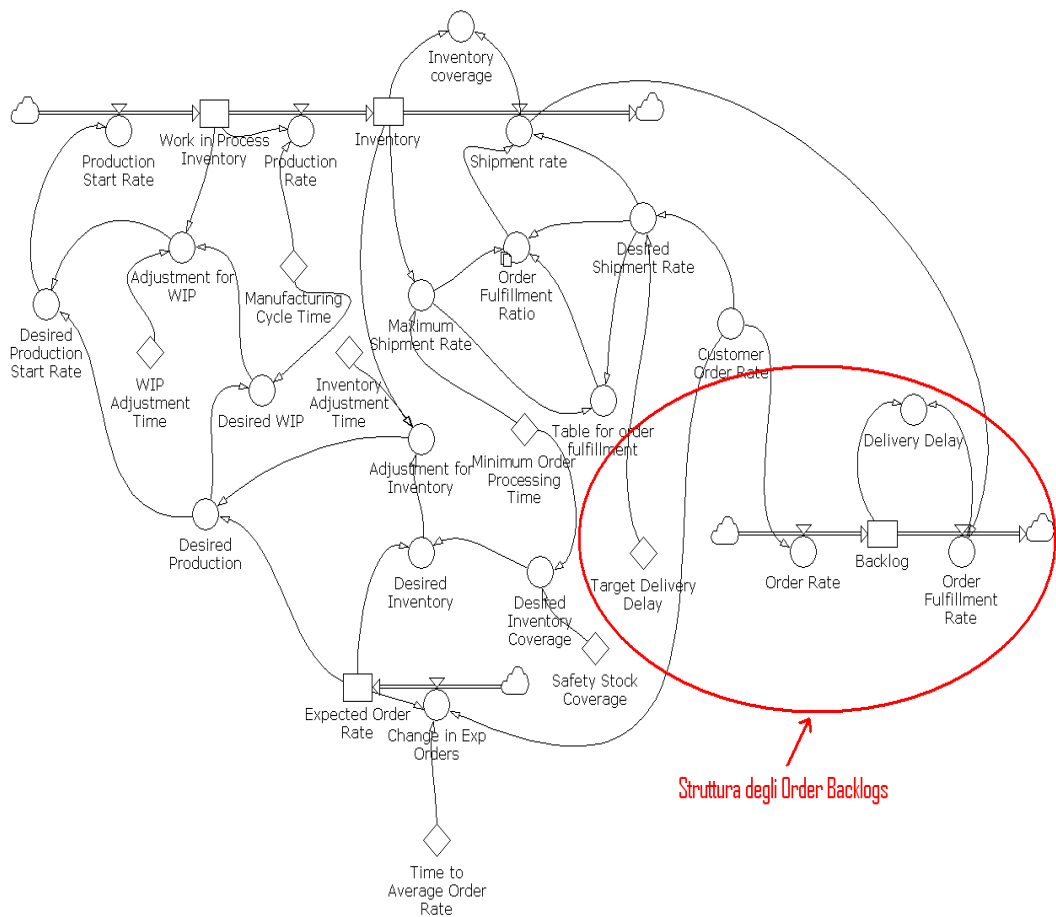 Inventory
coverage
Work in Process
Inventory
Inventory
Production
Start Rate
Production
Rate
Shipment rate
Adjustment for
WIP
Manufacturing
Cycle Time
Order
Fulfillment
Ratio
Desired
Shipment Rate
Desired
Production
Start Rate
Maximum
Shipment Rate
Customer
Order Rate
WIP
Adjustment
Time
Inventory
Adjustment
Time
Desired WIP
Table for order
fulfillment
Delivery Delay
Adjustment for
Inventory
Minimum Order
Processing
Time
Desired
Production
Desired
Inventory
Desired
Inventory
Coverage
Target Delivery
Delay
Order Rate
Backlog
Order
Fulfillment
Rate
Safety Stock
Coverage
Expected Order
Rate
Change in Exp
Orders
Struttura degli Order Backlogs
Time to
Average Order
Rate